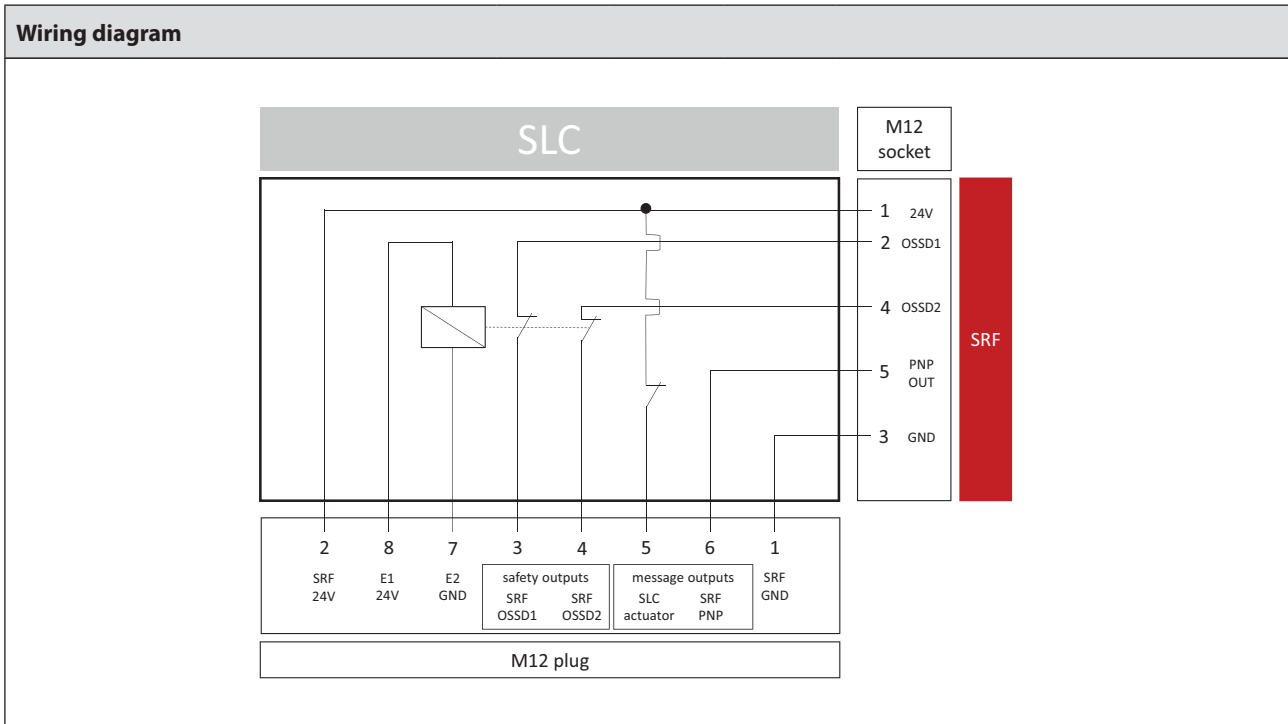 Wiring diagram
SLC
M12
socket
1 24V
2 OSSD1
4 OSSD2
SRF
5 PNP
OUT
3 GND
2 8 7 3 4 5 6 1
SRF E1 E2 safety outputs message outputs SRF
24V 24V GND SRF SRF SLC SRF GND
OSSD1 OSSD2 actuator PNP
M12 plug